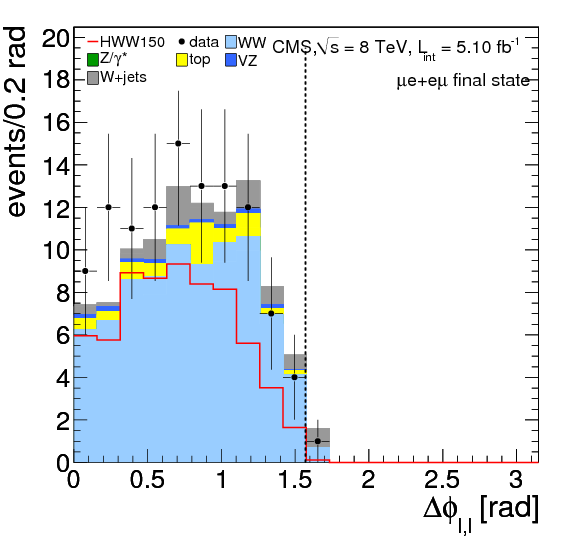 HWW150 data WW CMS, √s = 8 TeV, L_int = 5.10 fb⁻¹
Z/γ* top VZ
W+jets μe+eμ final state
events/0.2 rad
20
18
16
14
12
10
8
6
4
2
0
0 0.5 1 1.5 2 2.5 3
Δϕ_l,l [rad]